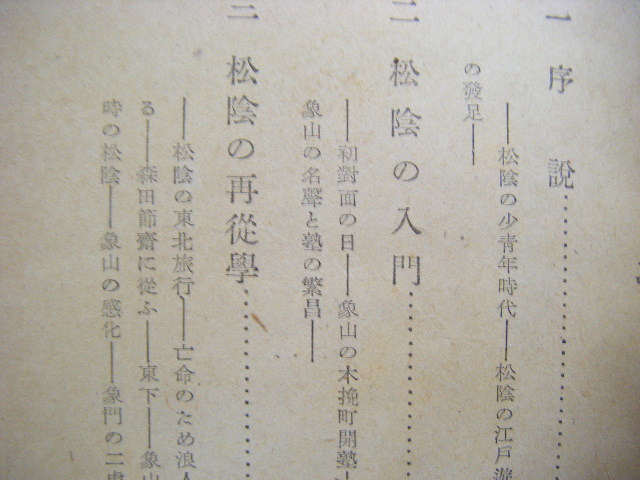 一 序 說……………
――松陰の少青年時代――松陰の江戶遊
の發足――
二 松陰の入門……………
――初對面の日――象山の木挽町開塾―
象山の名聲と塾の繁昌――
三 松陰の再從學……………
――松陰の東北旅行――亡命のため浪人
る――森田節齋に從ふ――東下――象山
時の松陰――象山の感化――象門の二虎